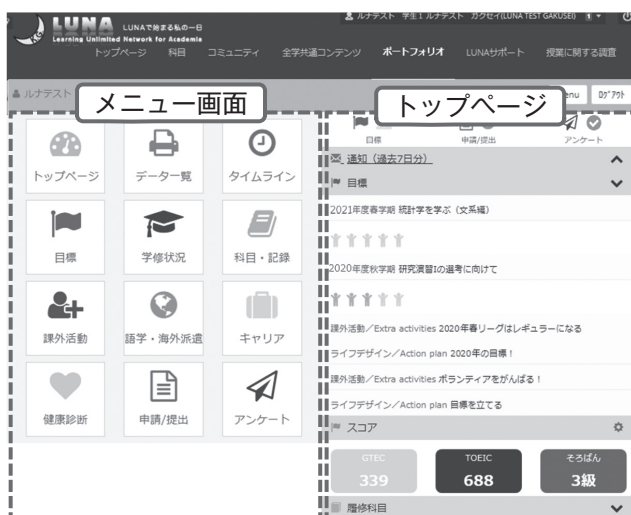 LUNA LUNAで始まる私の一日
Learning Unlimited Network for Academia
ルナテスト 学生1 ルナテスト ガクセイ(LUNA TEST GAKUSEI) 1
トップページ 科目 コミュニティ 全学共通コンテンツ ポートフォリオ LUNAサポート 授業に関する調査
ルナテスト
メニュー画面
トップページ
enu ログアウト
トップページ データ一覧 タイムライン
目標 学修状況 科目・記録
課外活動 語学・海外派遣 キャリア
健康診断 申請/提出 アンケート
目標 申請/提出 アンケート
通知（過去7日分）
目標
2021年度春学期 統計学を学ぶ（文系編）
2020年度秋学期 研究演習Iの選考に向けて
課外活動／Extra activities 2020年春リーグはレギュラーになる
ライフデザイン／Action plan 2020年の目標！
課外活動／Extra activities ボランティアをがんばる！
ライフデザイン／Action plan 目標を立てる
スコア
GTEC TOEIC そろばん
339 688 3級
履修科目